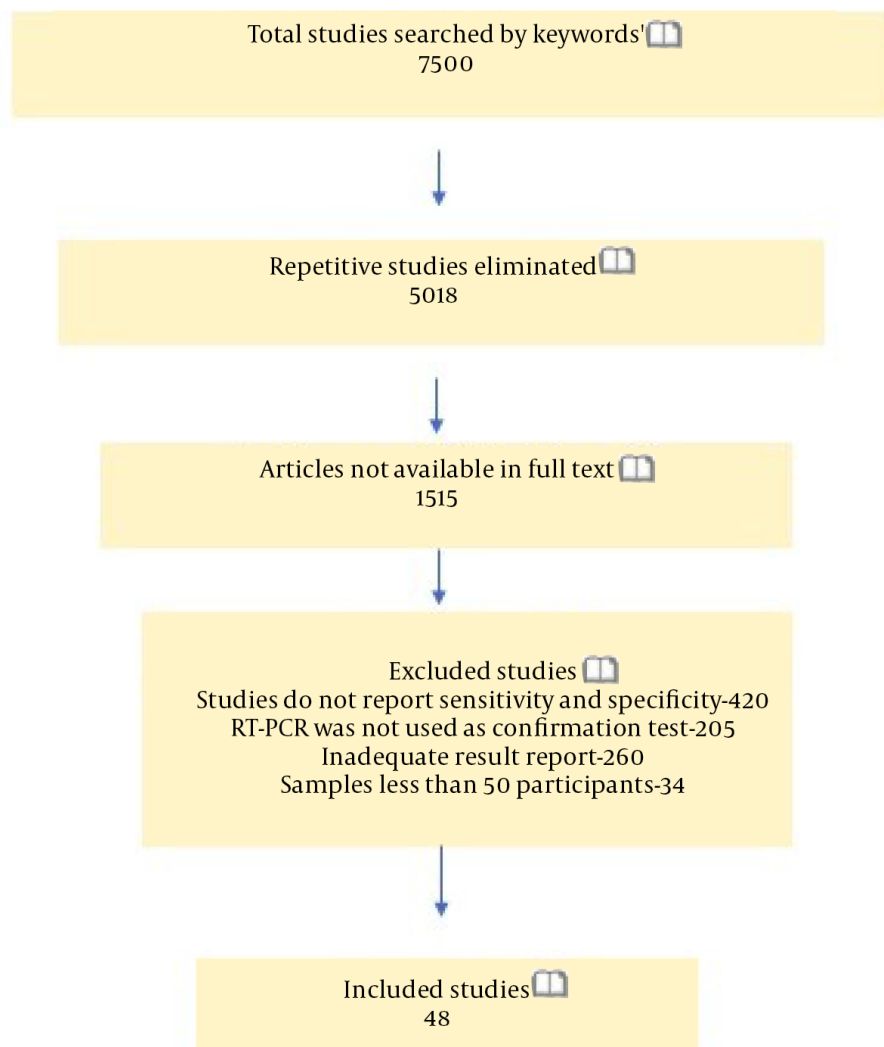 Total studies searched by keywords'
7500
Repetitive studies eliminated
5018
Articles not available in full text
1515
Excluded studies
Studies do not report sensitivity and specificity-420
RT-PCR was not used as confirmation test-205
Inadequate result report-260
Samples less than 50 participants-34
Included studies
48